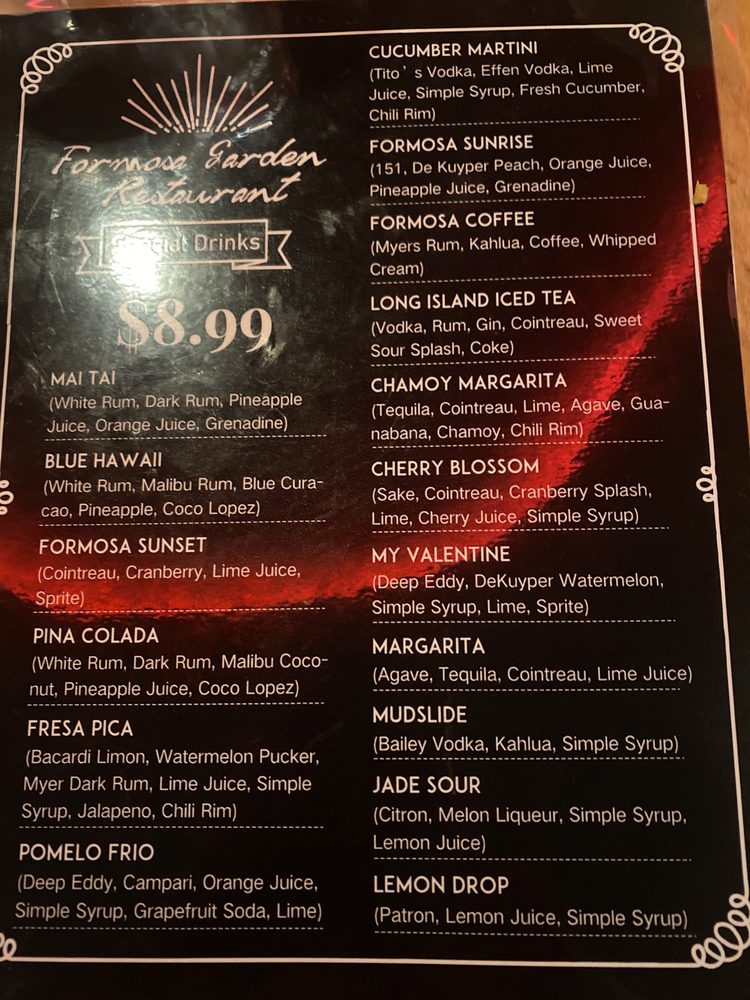 Formosa Garden
Restaurant
Special Drinks
$8.99
MAI TAI
(White Rum, Dark Rum, Pineapple
Juice, Orange Juice, Grenadine)
BLUE HAWAII
(White Rum, Malibu Rum, Blue Cura-
cao, Pineapple, Coco Lopez)
FORMOSA SUNSET
(Cointreau, Cranberry, Lime Juice,
Sprite)
PINA COLADA
(White Rum, Dark Rum, Malibu Coco-
nut, Pineapple Juice, Coco Lopez)
FRESA PICA
(Bacardi Limon, Watermelon Pucker,
Myer Dark Rum, Lime Juice, Simple
Syrup, Jalapeno, Chili Rim)
POMELO FRIO
(Deep Eddy, Campari, Orange Juice,
Simple Syrup, Grapefruit Soda, Lime)
CUCUMBER MARTINI
(Tito's Vodka, Effen Vodka, Lime
Juice, Simple Syrup, Fresh Cucumber,
Chili Rim)
FORMOSA SUNRISE
(151, De Kuyper Peach, Orange Juice,
Pineapple Juice, Grenadine)
FORMOSA COFFEE
(Myers Rum, Kahlua, Coffee, Whipped
Cream)
LONG ISLAND ICED TEA
(Vodka, Rum, Gin, Cointreau, Sweet
Sour Splash, Coke)
CHAMOY MARGARITA
(Tequila, Cointreau, Lime, Agave, Gua-
nabana, Chamoy, Chili Rim)
CHERRY BLOSSOM
(Sake, Cointreau, Cranberry Splash,
Lime, Cherry Juice, Simple Syrup)
MY VALENTINE
(Deep Eddy, DeKuyper Watermelon,
Simple Syrup, Lime, Sprite)
MARGARITA
(Agave, Tequila, Cointreau, Lime Juice)
MUDSLIDE
(Bailey Vodka, Kahlua, Simple Syrup)
JADE SOUR
(Citron, Melon Liqueur, Simple Syrup,
Lemon Juice)
LEMON DROP
(Patron, Lemon Juice, Simple Syrup)